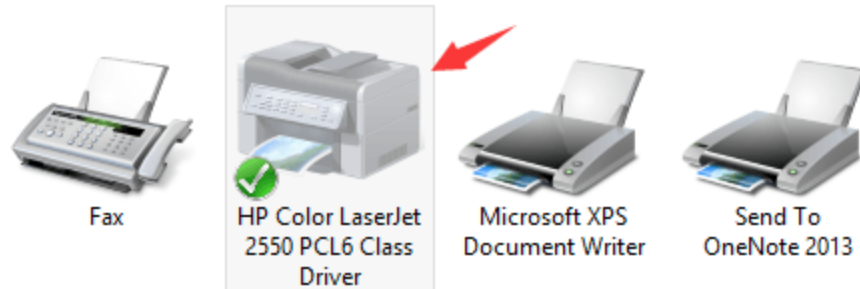 Fax
HP Color LaserJet
2550 PCL6 Class
Driver
Microsoft XPS
Document Writer
Send To
OneNote 2013